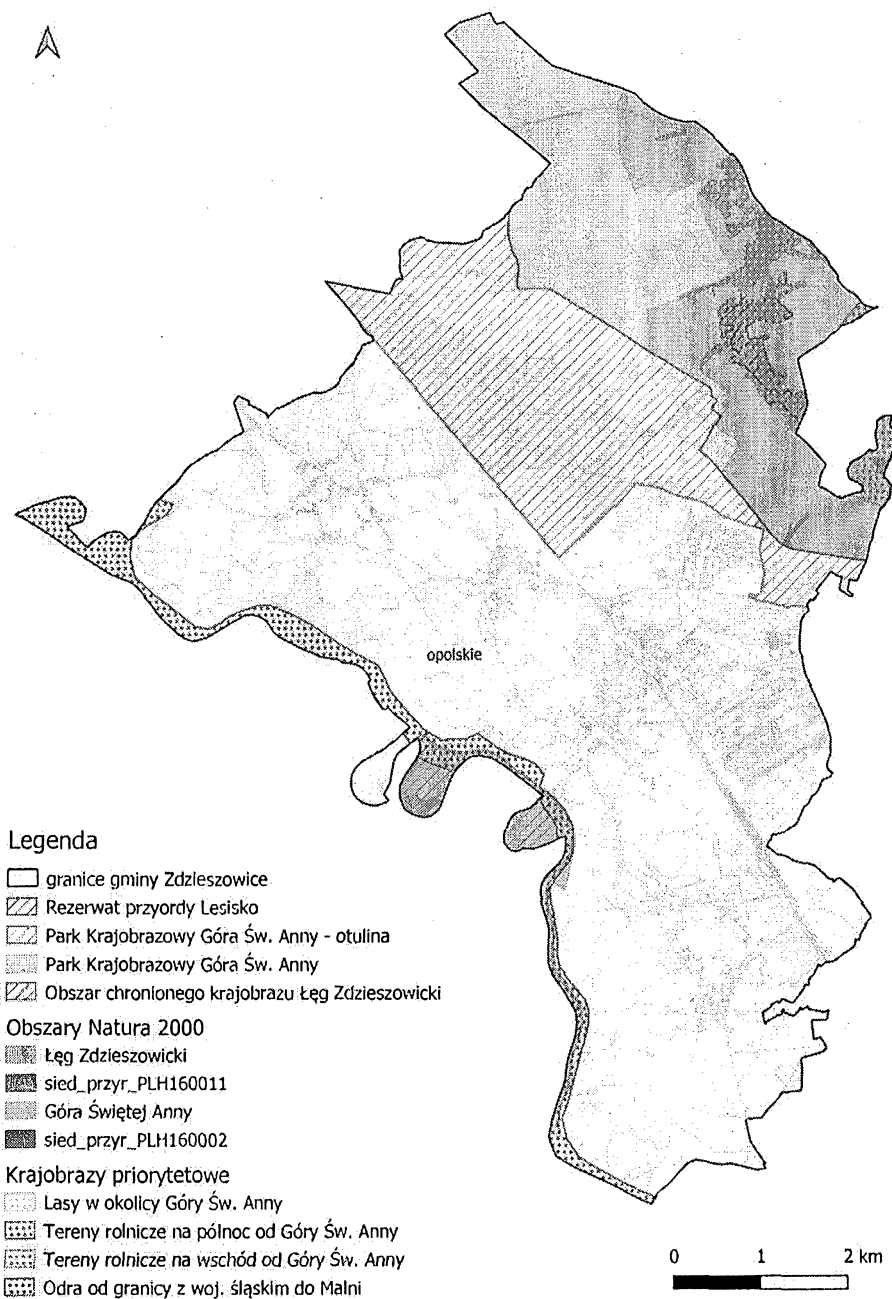 opolskie
Legenda
granice gminy Zdzieszowice
Rezerwat przyordy Lesisko
Park Krajobrazowy Góra Św. Anny - otulina
Park Krajobrazowy Góra Św. Anny
Obszar chronionego krajobrazu Łęg Zdzieszowicki
Obszary Natura 2000
Łęg Zdzieszowicki
sied_przyr_PLH160011
Góra Świętej Anny
sied_przyr_PLH160002
Krajobrazy priorytetowe
Lasy w okolicy Góry Św. Anny
Tereny rolnicze na północ od Góry Św. Anny
Tereny rolnicze na wschód od Góry Św. Anny
Odra od granicy z woj. śląskim do Malni
0 1 2 km